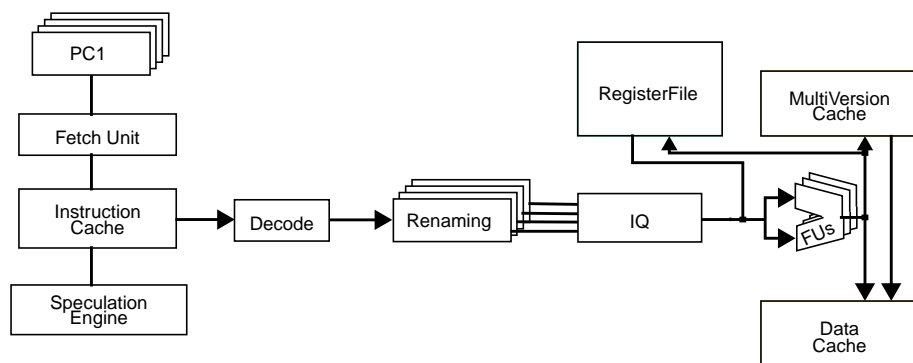 PC1
Fetch Unit
Instruction
Cache
Speculation
Engine
Decode
Renaming
IQ
RegisterFile
MultiVersion
Cache
FUs
Data
Cache